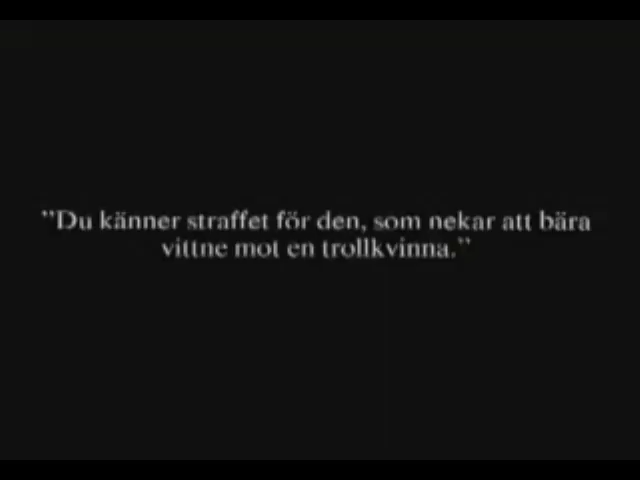 ”Du känner straffet för den, som nekar att bära
vittne mot en trollkvinna.”